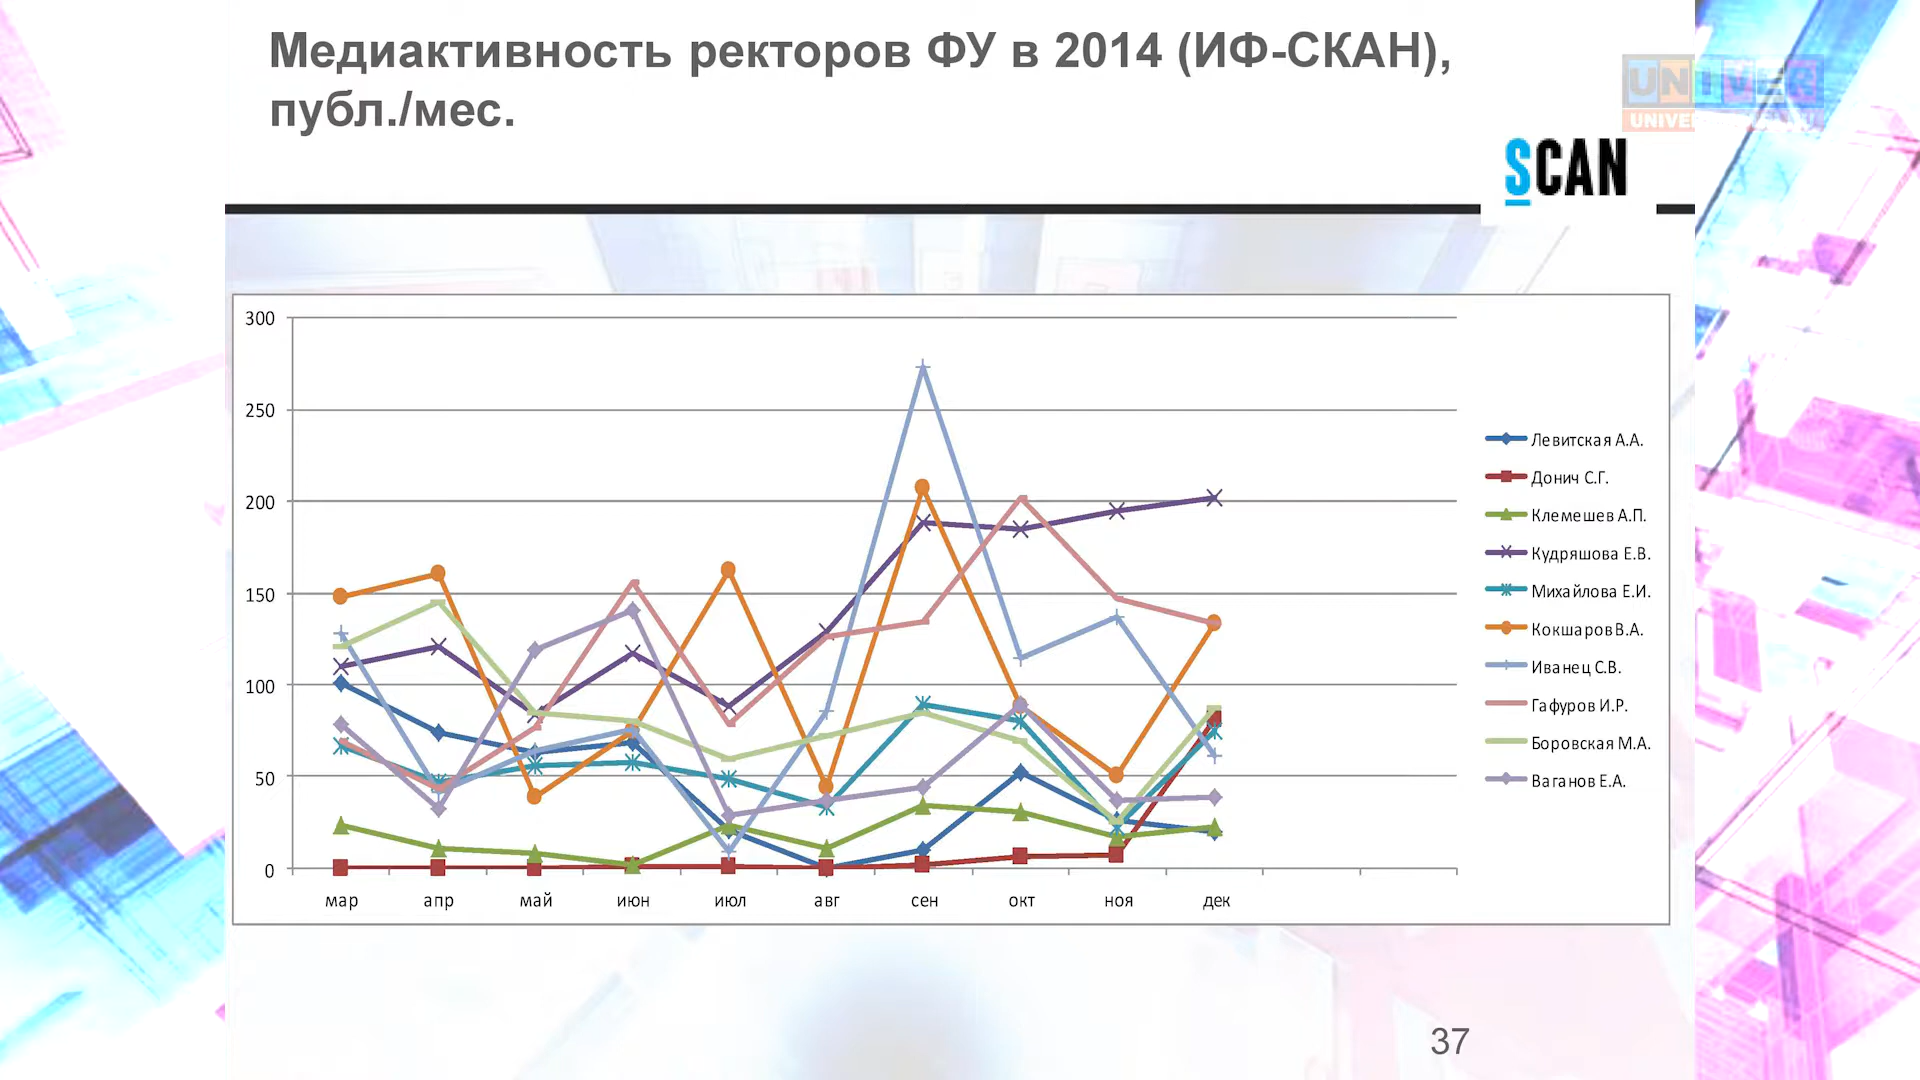 Медиактивность ректоров ФУ в 2014 (ИФ-СКАН),
публ./мес.
UNIVER
SCAN
300
250
200
150
100
50
0
мар апр май июн июл авг сен окт ноя дек
Левитская А.А.
Донич С.Г.
Клемешев А.П.
Кудряшова Е.В.
Михайлова Е.И.
Кокшаров В.А.
Иванец С.В.
Гафуров И.Р.
Боровская М.А.
Ваганов Е.А.
37